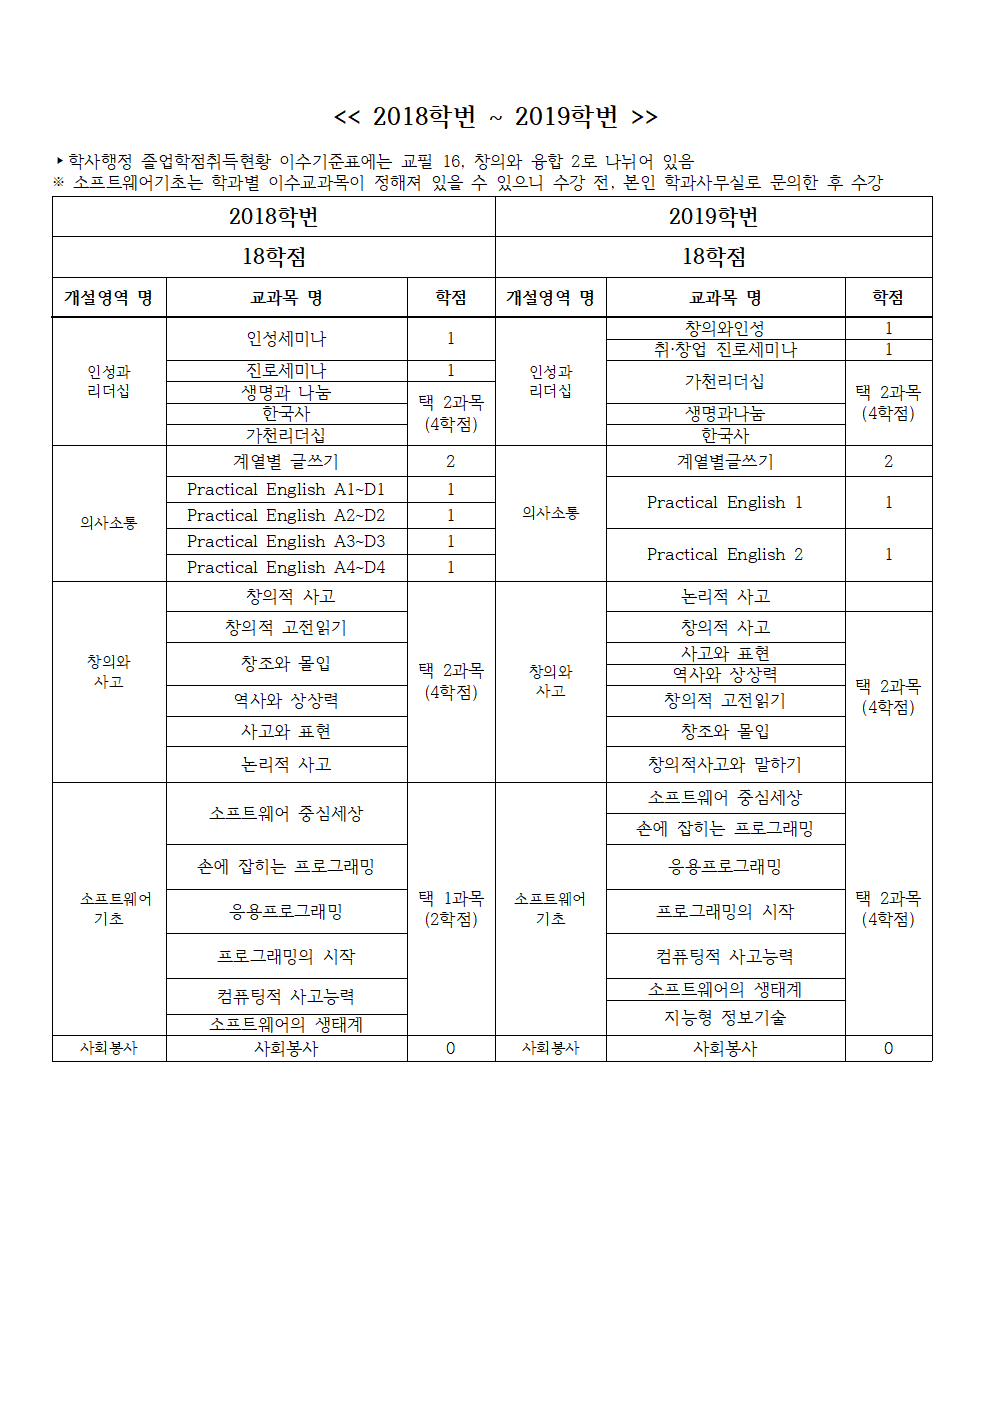 << 2018학번 ~ 2019학번 >>
▶학사행정 졸업학점취득현황 이수기준표에는 교필 16, 창의와 융합 2로 나뉘어 있음
※ 소프트웨어기초는 학과별 이수교과목이 정해져 있을 수 있으니 수강 전, 본인 학과사무실로 문의한 후 수강
2018학번 2019학번
18학점 18학점
개설영역 명 교과목 명 학점 개설영역 명 교과목 명 학점
인성과
리더십
인성세미나 1
진로세미나 1
생명과 나눔
한국사
가천리더십
택 2과목
(4학점)
인성과
리더십
창의와인성 1
취·창업 진로세미나 1
가천리더십
생명과나눔
한국사
택 2과목
(4학점)
의사소통
계열별 글쓰기 2
Practical English A1~D1 1
Practical English A2~D2 1
Practical English A3~D3 1
Practical English A4~D4 1
의사소통
계열별글쓰기 2
Practical English 1 1
Practical English 2 1
창의와
사고
창의적 사고
창의적 고전읽기
창조와 몰입
역사와 상상력
사고와 표현
논리적 사고
택 2과목
(4학점)
창의와
사고
논리적 사고
창의적 사고
사고와 표현
역사와 상상력
창의적 고전읽기
창조와 몰입
창의적사고와 말하기
택 2과목
(4학점)
소프트웨어
기초
소프트웨어 중심세상
손에 잡히는 프로그래밍
응용프로그래밍
프로그래밍의 시작
컴퓨팅적 사고능력
소프트웨어의 생태계
택 1과목
(2학점)
소프트웨어
기초
소프트웨어 중심세상
손에 잡히는 프로그래밍
응용프로그래밍
프로그래밍의 시작
컴퓨팅적 사고능력
소프트웨어의 생태계
지능형 정보기술
택 2과목
(4학점)
사회봉사 사회봉사 0 사회봉사 사회봉사 0